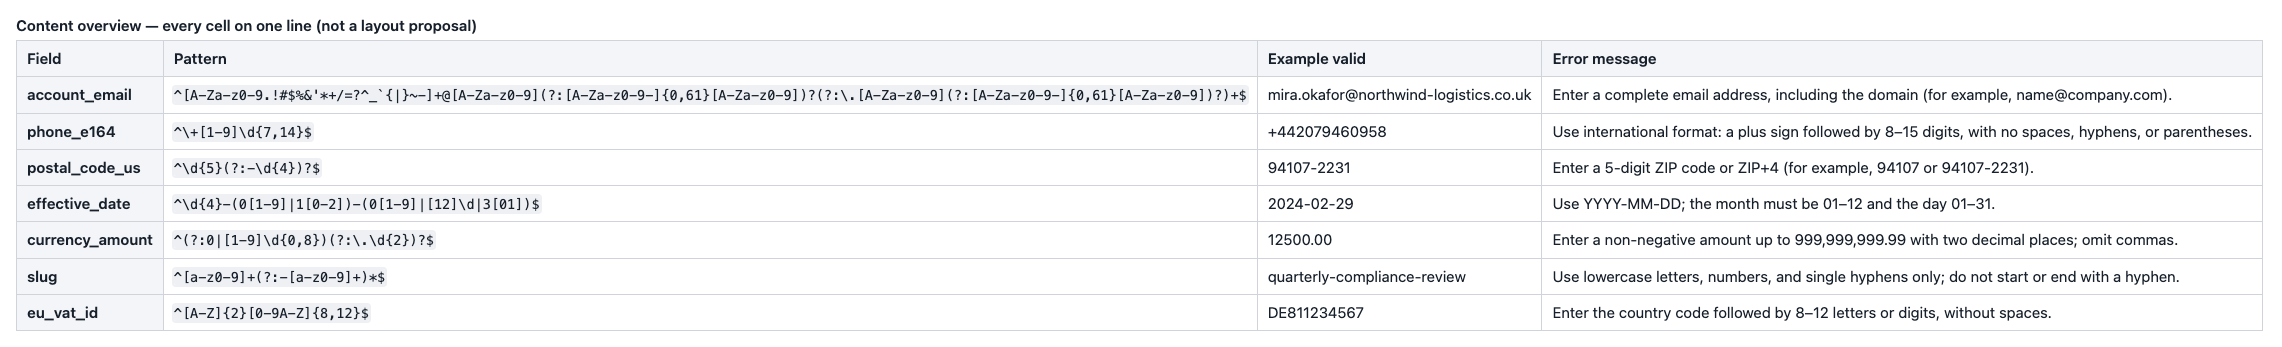 Content overview — every cell on one line (not a layout proposal)
Field Pattern Example valid Error message
account_email ^[A-Za-z0-9.!#$%&'*+/=?^_`{|}~-]+@[A-Za-z0-9](?:[A-Za-z0-9-]{0,61}[A-Za-z0-9])?(?:\.[A-Za-z0-9](?:[A-Za-z0-9-]{0,61}[A-Za-z0-9])?)+$ mira.okafor@northwind-logistics.co.uk Enter a complete email address, including the domain (for example, name@company.com).
phone_e164 ^\+[1-9]\d{7,14}$ +442079460958 Use international format: a plus sign followed by 8–15 digits, with no spaces, hyphens, or parentheses.
postal_code_us ^\d{5}(?:-\d{4})?$ 94107-2231 Enter a 5-digit ZIP code or ZIP+4 (for example, 94107 or 94107-2231).
effective_date ^\d{4}-(0[1-9]|1[0-2])-(0[1-9]|[12]\d|3[01])$ 2024-02-29 Use YYYY-MM-DD; the month must be 01–12 and the day 01–31.
currency_amount ^(?:0|[1-9]\d{0,8})(?:\.\d{2})?$ 12500.00 Enter a non-negative amount up to 999,999,999.99 with two decimal places; omit commas.
slug ^[a-z0-9]+(?:-[a-z0-9]+)*$ quarterly-compliance-review Use lowercase letters, numbers, and single hyphens only; do not start or end with a hyphen.
eu_vat_id ^[A-Z]{2}[0-9A-Z]{8,12}$ DE811234567 Enter the country code followed by 8–12 letters or digits, without spaces.